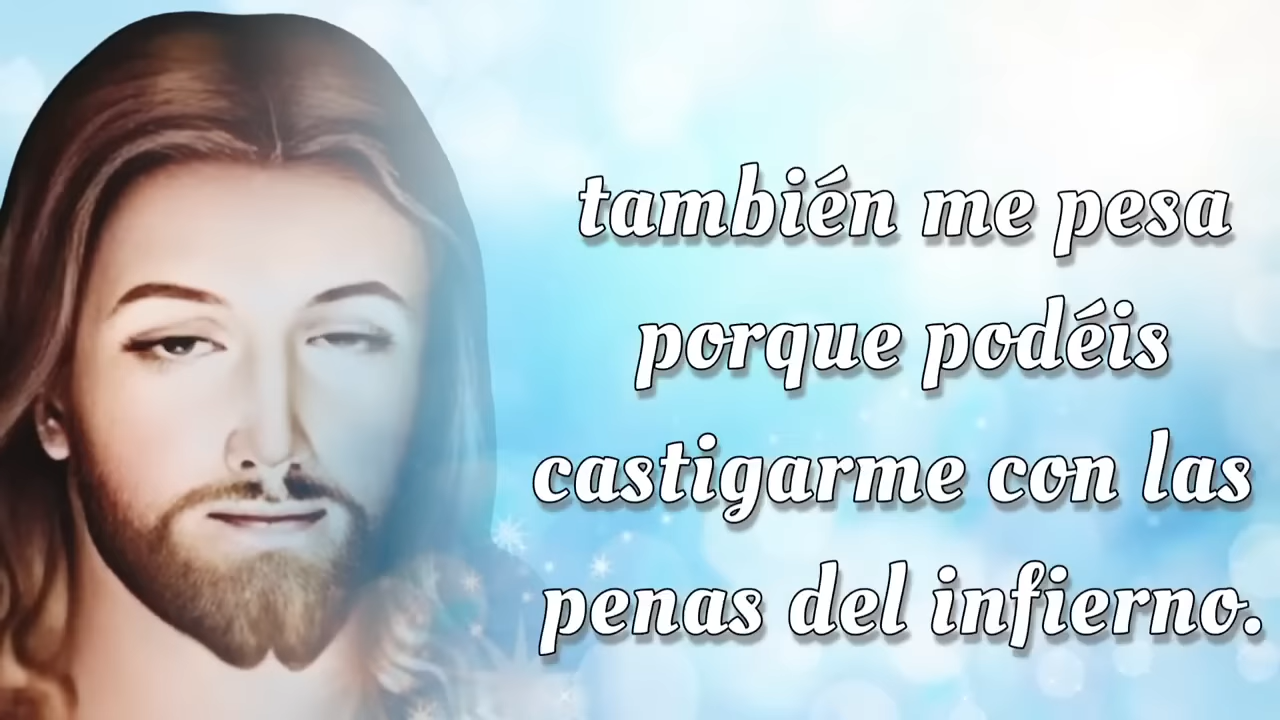 también me pesa
porque podéis
castigarme con las
penas del infierno.